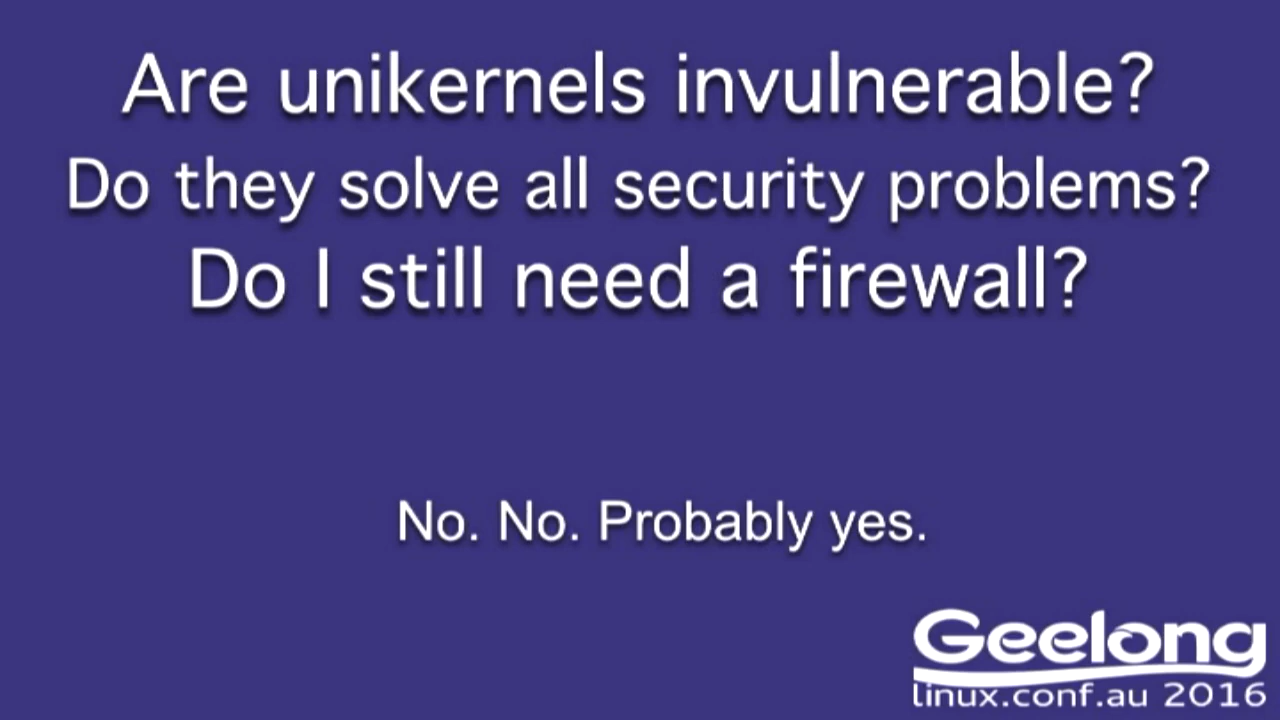 Are unikernels invulnerable?
Do they solve all security problems?
Do I still need a firewall?
No. No. Probably yes.
Geelong
linux.conf.au 2016